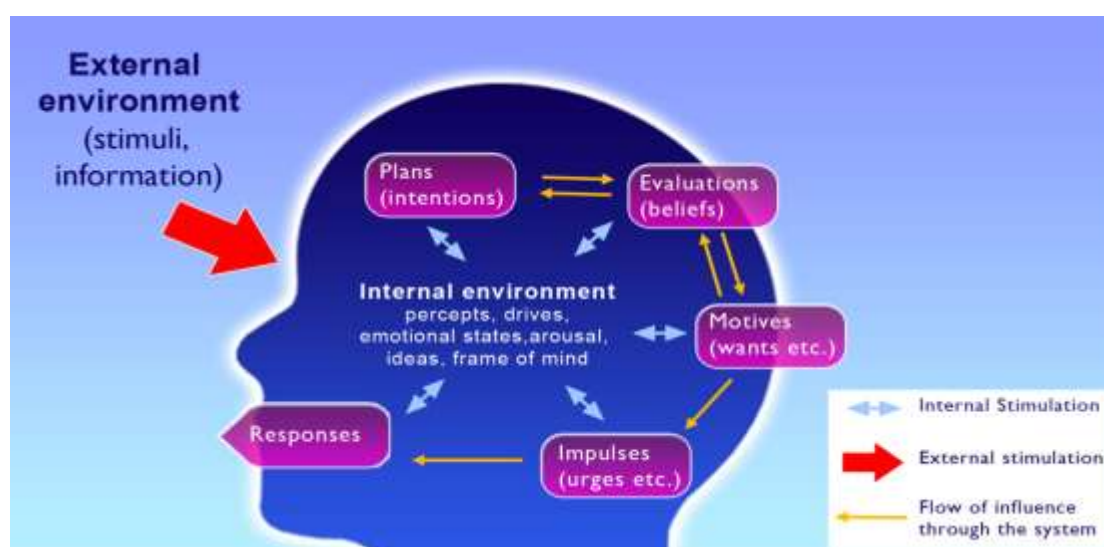 External
environment
(stimuli,
information)
Plans
(intentions)
Evaluations
(beliefs)
Internal environment
percepts, drives,
emotional states,arousal,
ideas, frame of mind
Motives
(wants etc.)
Responses
Impulses
(urges etc.)
Internal Stimulation
External stimulation
Flow of influence
through the system